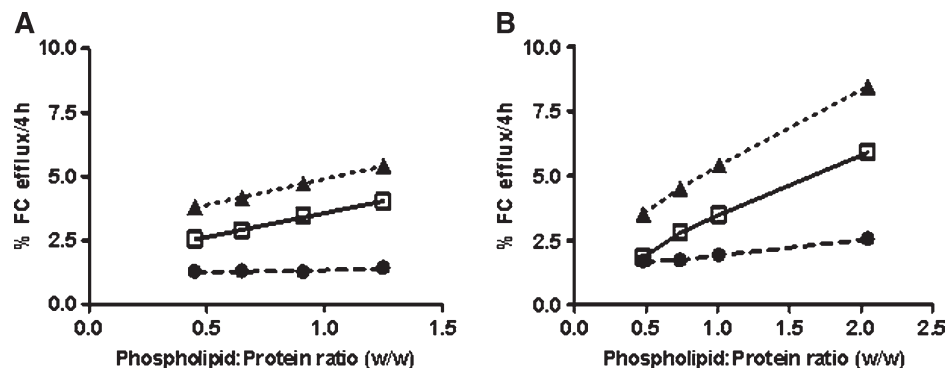 A
% FC efflux/4h
10.0
7.5
5.0
2.5
0.0
0.0 0.5 1.0 1.5
Phospholipid:Protein ratio (w/w)
B
% FC efflux/4h
10.0
7.5
5.0
2.5
0.0
0.0 0.5 1.0 1.5 2.0 2.5
Phospholipid:Protein ratio (w/w)